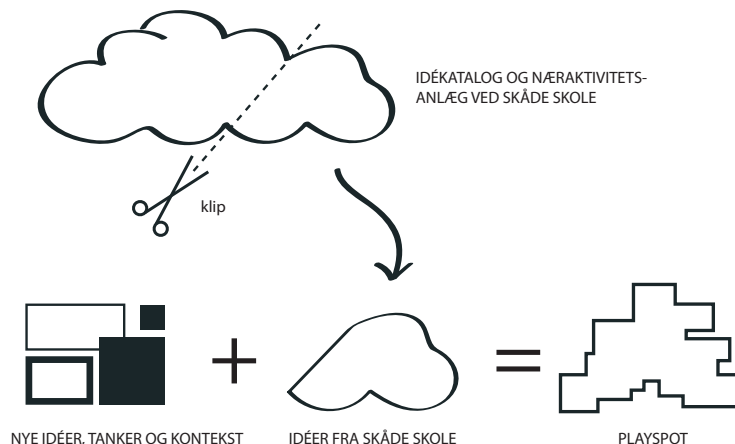 IDÉKATALOG OG NÆRAKTIVITETS-
ANLÆG VED SKÅDE SKOLE
klip
NYE IDÉER, TANKER OG KONTEKST
IDÉER FRA SKÅDE SKOLE
PLAYSPOT